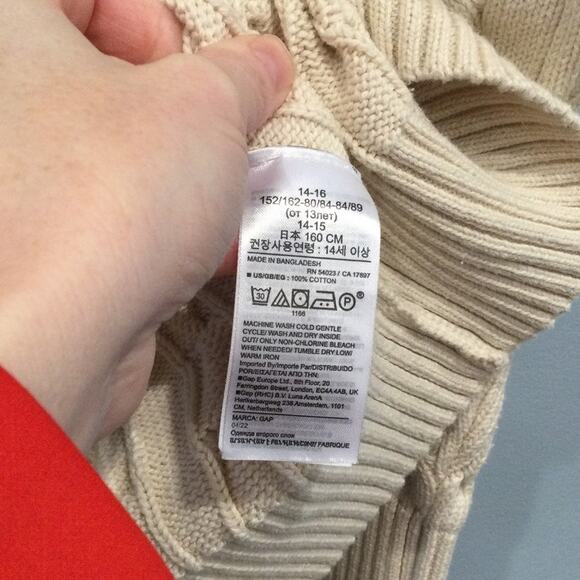 14-16
152/162-80/84-84/89
(от 13лет)
14-15
日本 160 CM
권장사용연령 : 14세 이상
MADE IN BANGLADESH
RN 54023 / CA 17897
■ US/GB/EG : 100% COTTON
30 P ®
1166
MACHINE WASH COLD GENTLE
CYCLE/ WASH AND DRY INSIDE
OUT/ ONLY NON-CHLORINE BLEACH
WHEN NEEDED/ TUMBLE DRY LOW/
WARM IRON
Imported By/Importe Par/DISTRIBUIDO
POR/ΕΙΣΑΓΕΤΑΙ ΑΠΟ ΤΗΝ:
■Gap Europe Ltd., 8th Floor, 20
Farringdon Street, London, EC4A 4AB, UK
■Gap (RHC) B.V. Luna ArenA
Herikerbergweg 238 Amsterdam, 1101
CM, Netherlands
MARCA: GAP
04/22
Одежда второго слоя
FABRIQUE